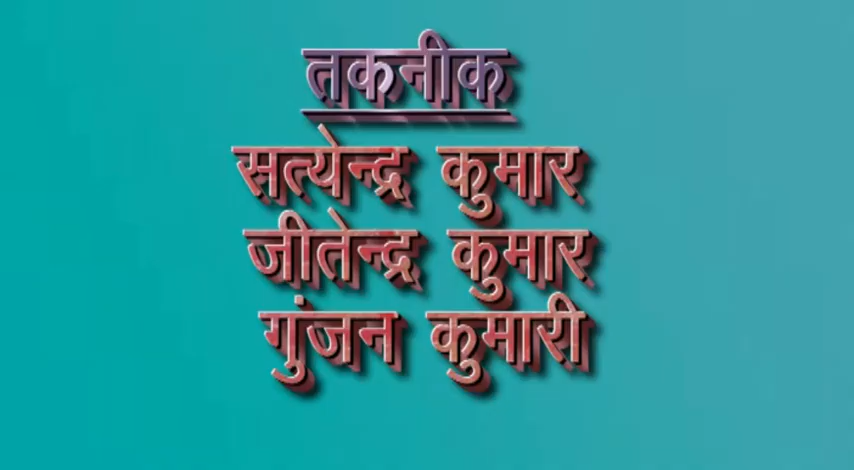 तकनीक
सत्येन्द्र कुमार
जीतेन्द्र कुमार
गुंजन कुमारी